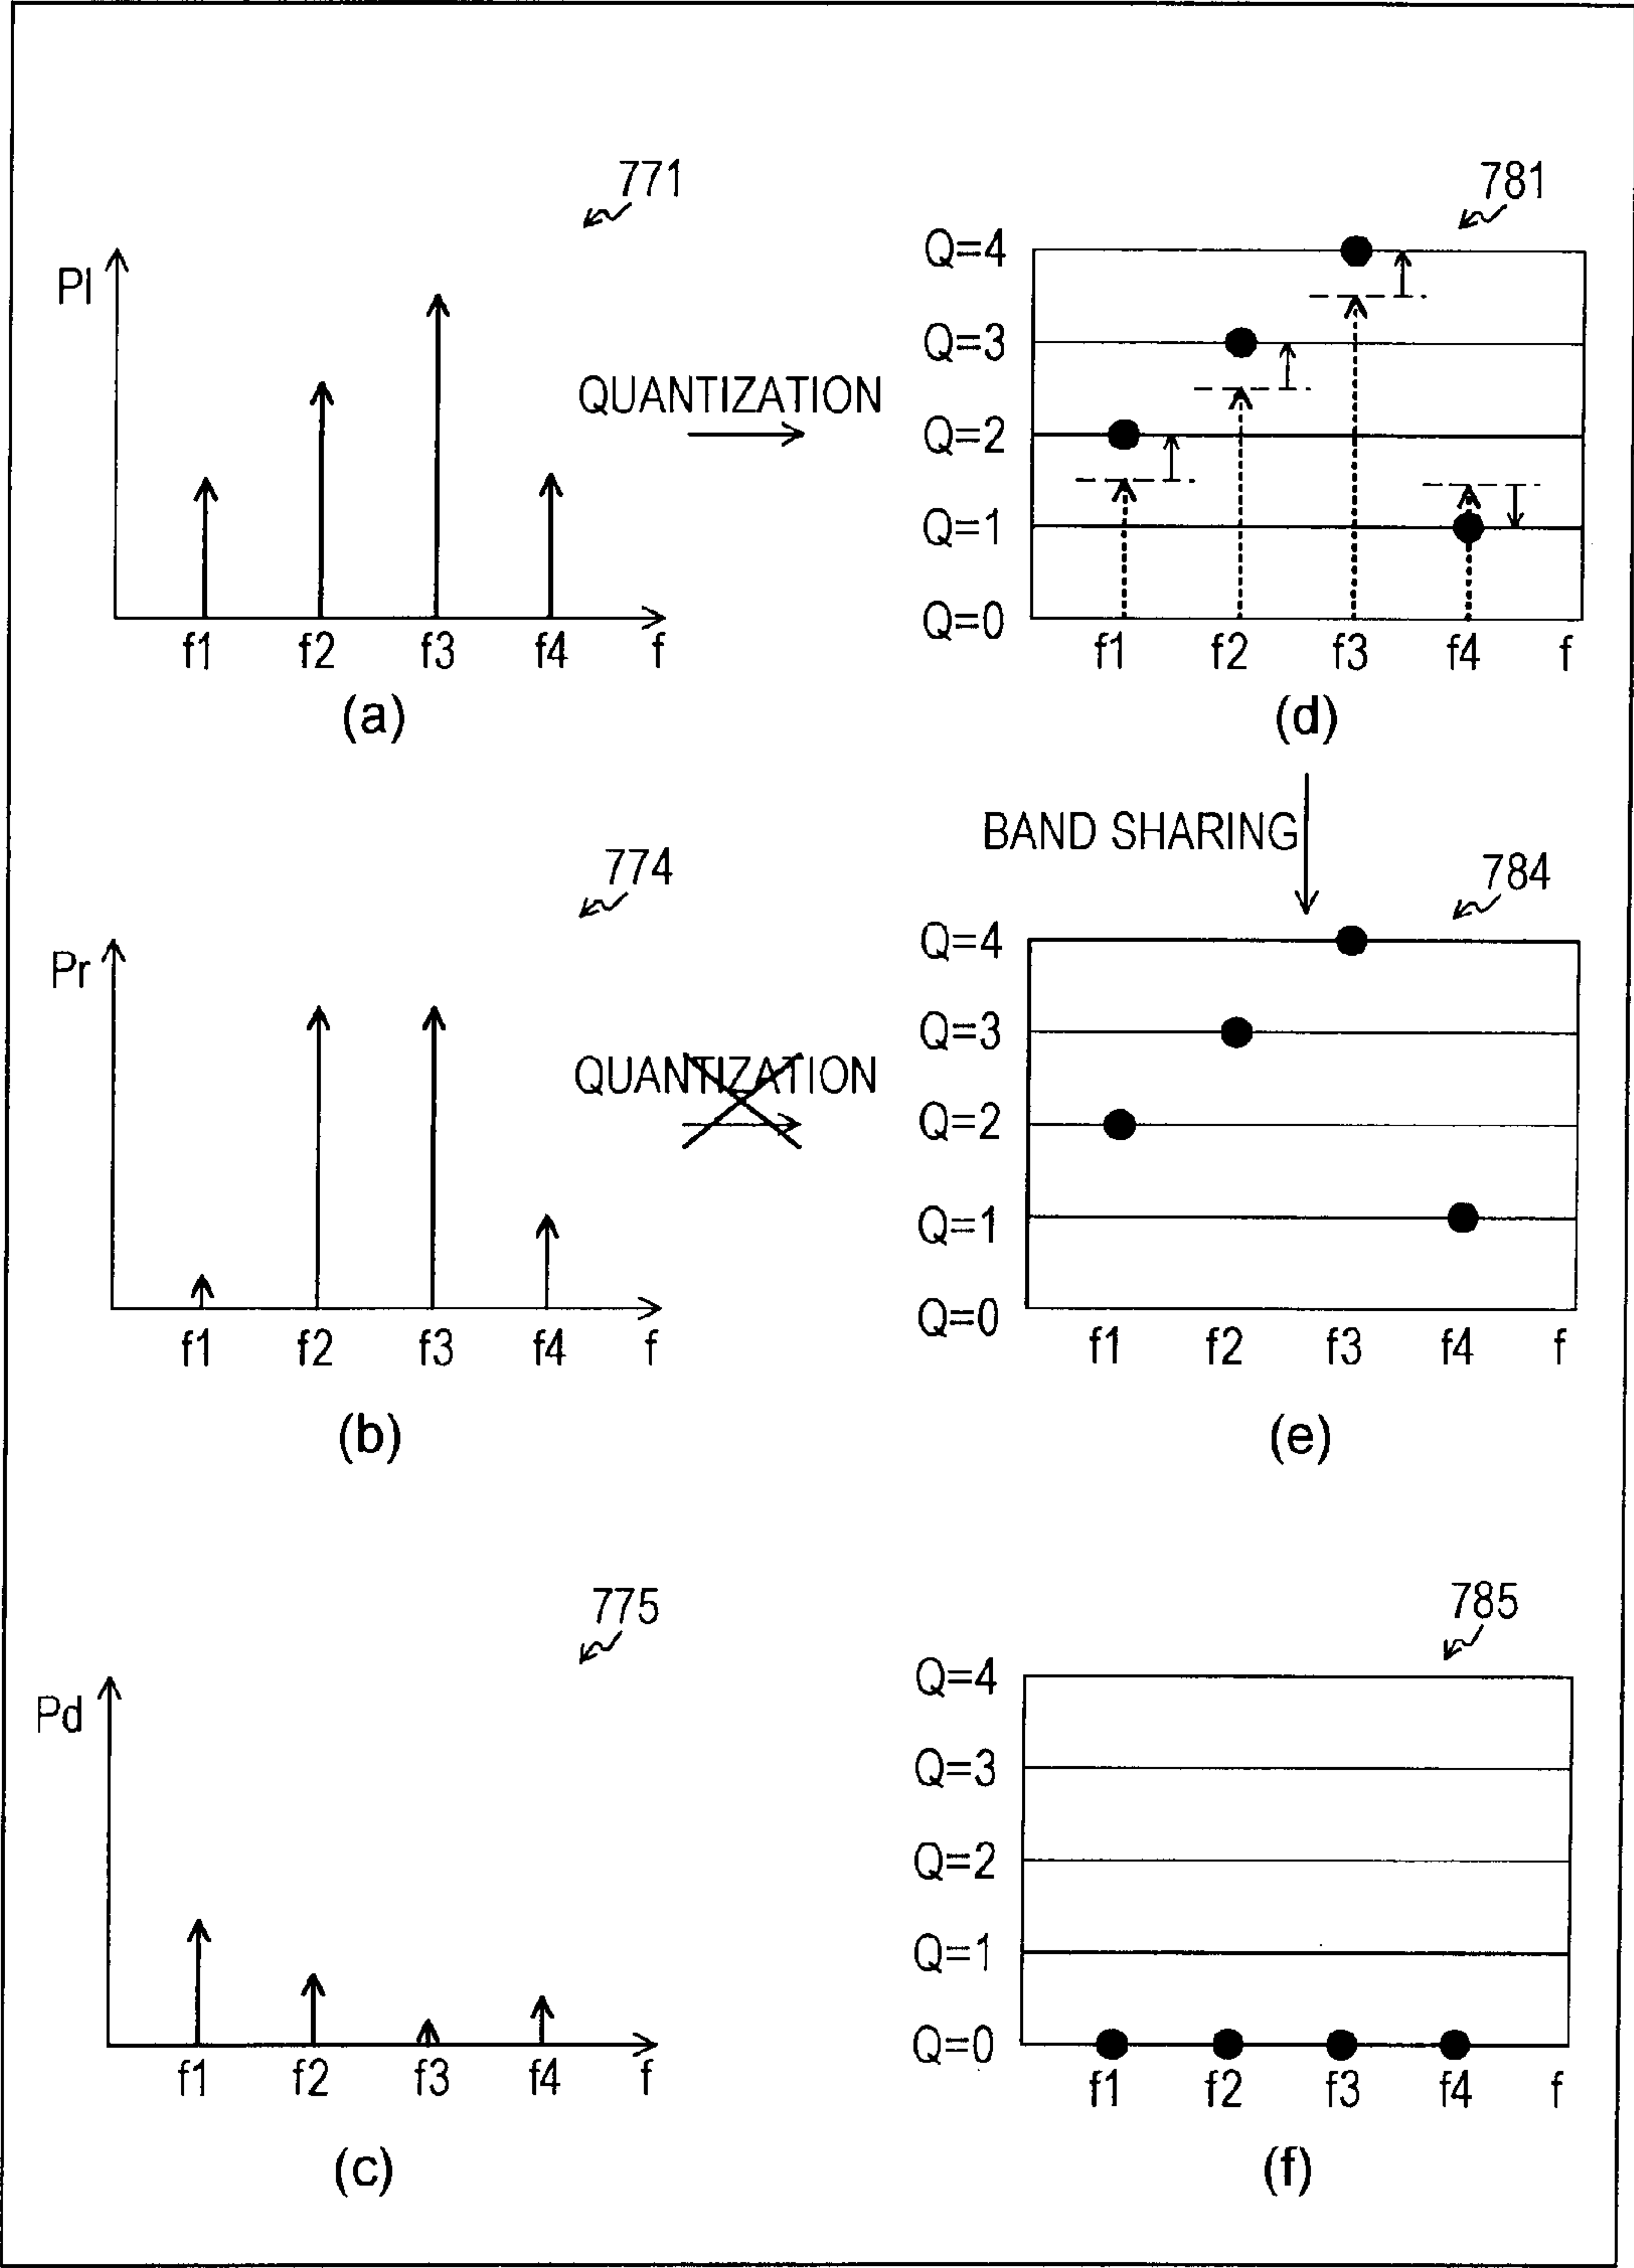 771
Pl
f1 f2 f3 f4 f
(a)
QUANTIZATION
781
Q=4
Q=3
Q=2
Q=1
Q=0
f1 f2 f3 f4 f
(d)
BAND SHARING
774
Pr
f1 f2 f3 f4 f
(b)
QUANTIZATION
784
Q=4
Q=3
Q=2
Q=1
Q=0
f1 f2 f3 f4 f
(e)
775
Pd
f1 f2 f3 f4 f
(c)
785
Q=4
Q=3
Q=2
Q=1
Q=0
f1 f2 f3 f4 f
(f)